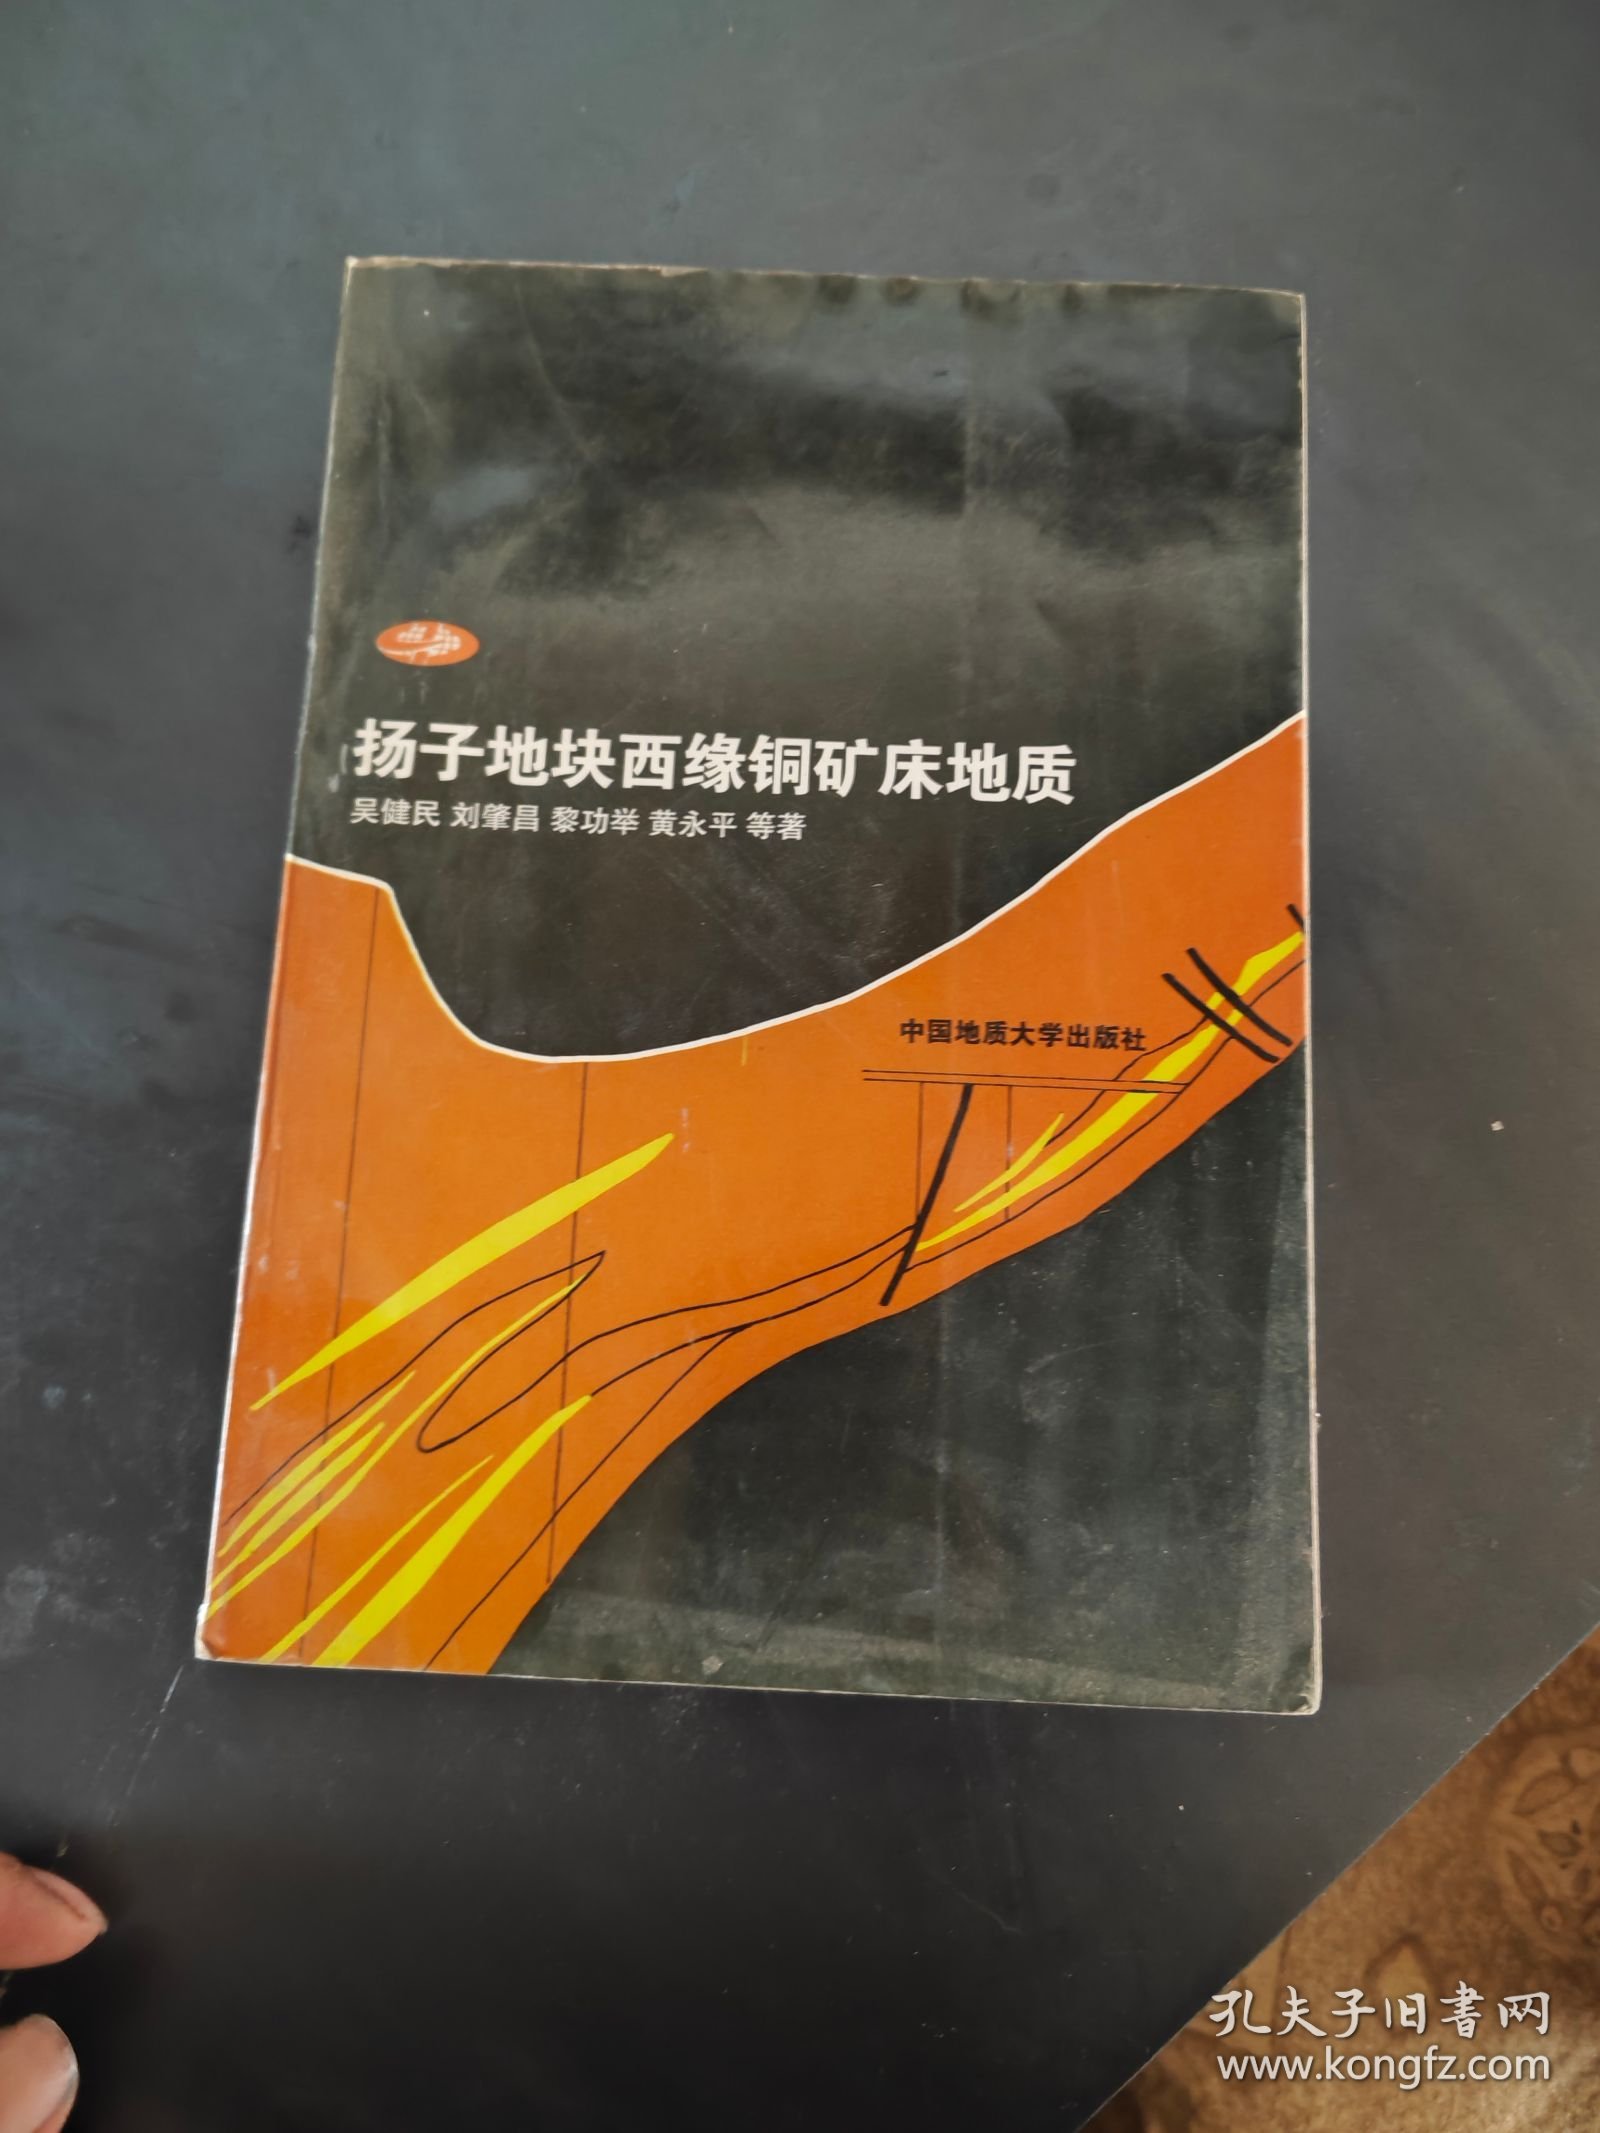 扬子地块西缘铜矿床地质
吴健民 刘肇昌 黎功举 黄永平 等著
中国地质大学出版社
孔夫子旧书网
www.kongfz.com